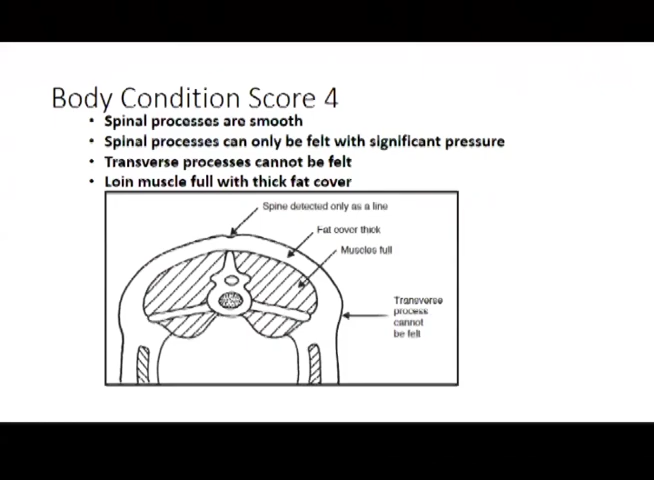 Body Condition Score 4
• Spinal processes are smooth
• Spinal processes can only be felt with significant pressure
• Transverse processes cannot be felt
• Loin muscle full with thick fat cover
Spine detected only as a line
Fat cover thick
Muscles full
Transverse
process
cannot
be felt